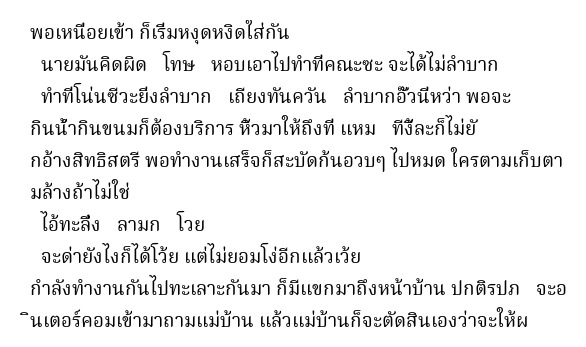 พอเหนื่อยเข้า ก็เริ่มหงุดหงิดใส่กัน
นายมันคิดผิด โทษ หอบเอาไปทำที่คณะซะ จะได้ไม่ลำบาก
ทำที่โน่นซีวะยิ่งลำบาก เถียงทันควัน ลำบากอั๊วนี่หว่า พอจะ
กินน้ำกินขนมก็ต้องบริการ หิ้วมาให้ถึงที่ แหม ทีงี้ละก็ไม่ยั
กอ้างสิทธิสตรี พอทำงานเสร็จก็สะบัดก้นอวบๆ ไปหมด ใครตามเก็บตา
มล้างถ้าไม่ใช่
ไอ้ทะลึ่ง ลามก โวย
จะด่ายังไงก็ได้โว้ย แต่ไม่ยอมโง่อีกแล้วเว้ย
กำลังทำงานกันไปทะเลาะกันมา ก็มีแขกมาถึงหน้าบ้าน ปกติรปภ จะอ
ินเตอร์คอมเข้ามาถามแม่บ้าน แล้วแม่บ้านก็จะตัดสินเองว่าจะให้ผ